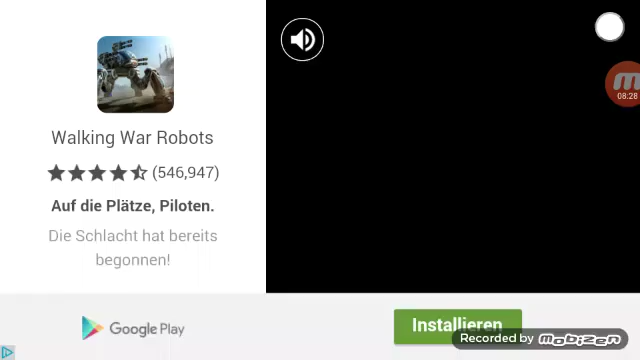 Walking War Robots
(546,947)
Auf die Plätze, Piloten.
Die Schlacht hat bereits
begonnen!
Google Play
Installieren
08:28
Recorded by
mobizen